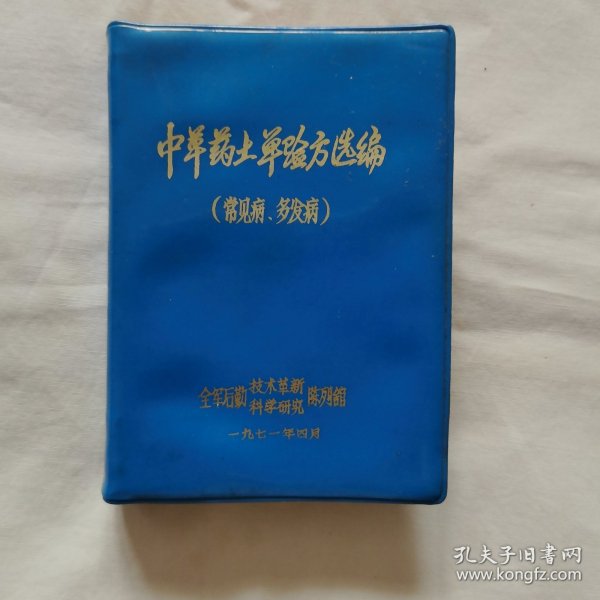 中草药土单验方选编
（常见病、多发病）
全军后勤技术革新科学研究陈列馆
一九七一年四月
孔夫子旧书网
www.kongfz.com